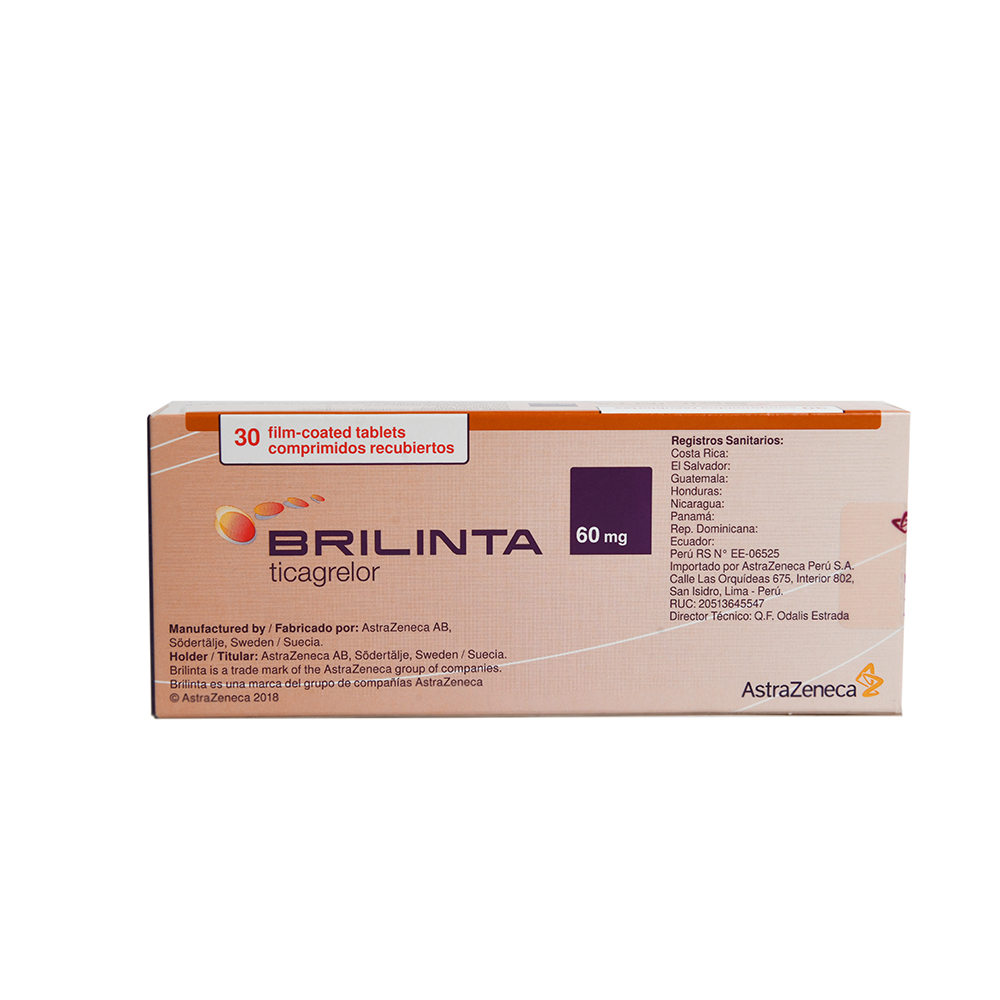 30 film-coated tablets
comprimidos recubiertos
BRILINTA
ticagrelor
60 mg
Registros Sanitarios:
Costa Rica:
El Salvador:
Guatemala:
Honduras:
Nicaragua:
Panamá:
Rep. Dominicana:
Ecuador:
Perú RS N° EE-06525
Importado por AstraZeneca Perú S.A.
Calle Las Orquídeas 675, Interior 802,
San Isidro, Lima - Perú.
RUC: 20513645547
Director Técnico: Q.F. Odalis Estrada
Manufactured by / Fabricado por: AstraZeneca AB,
Södertälje, Sweden / Suecia.
Holder / Titular: AstraZeneca AB, Södertälje, Sweden / Suecia.
Brilinta is a trade mark of the AstraZeneca group of companies.
Brilinta es una marca del grupo de compañías AstraZeneca
© AstraZeneca 2018
AstraZeneca